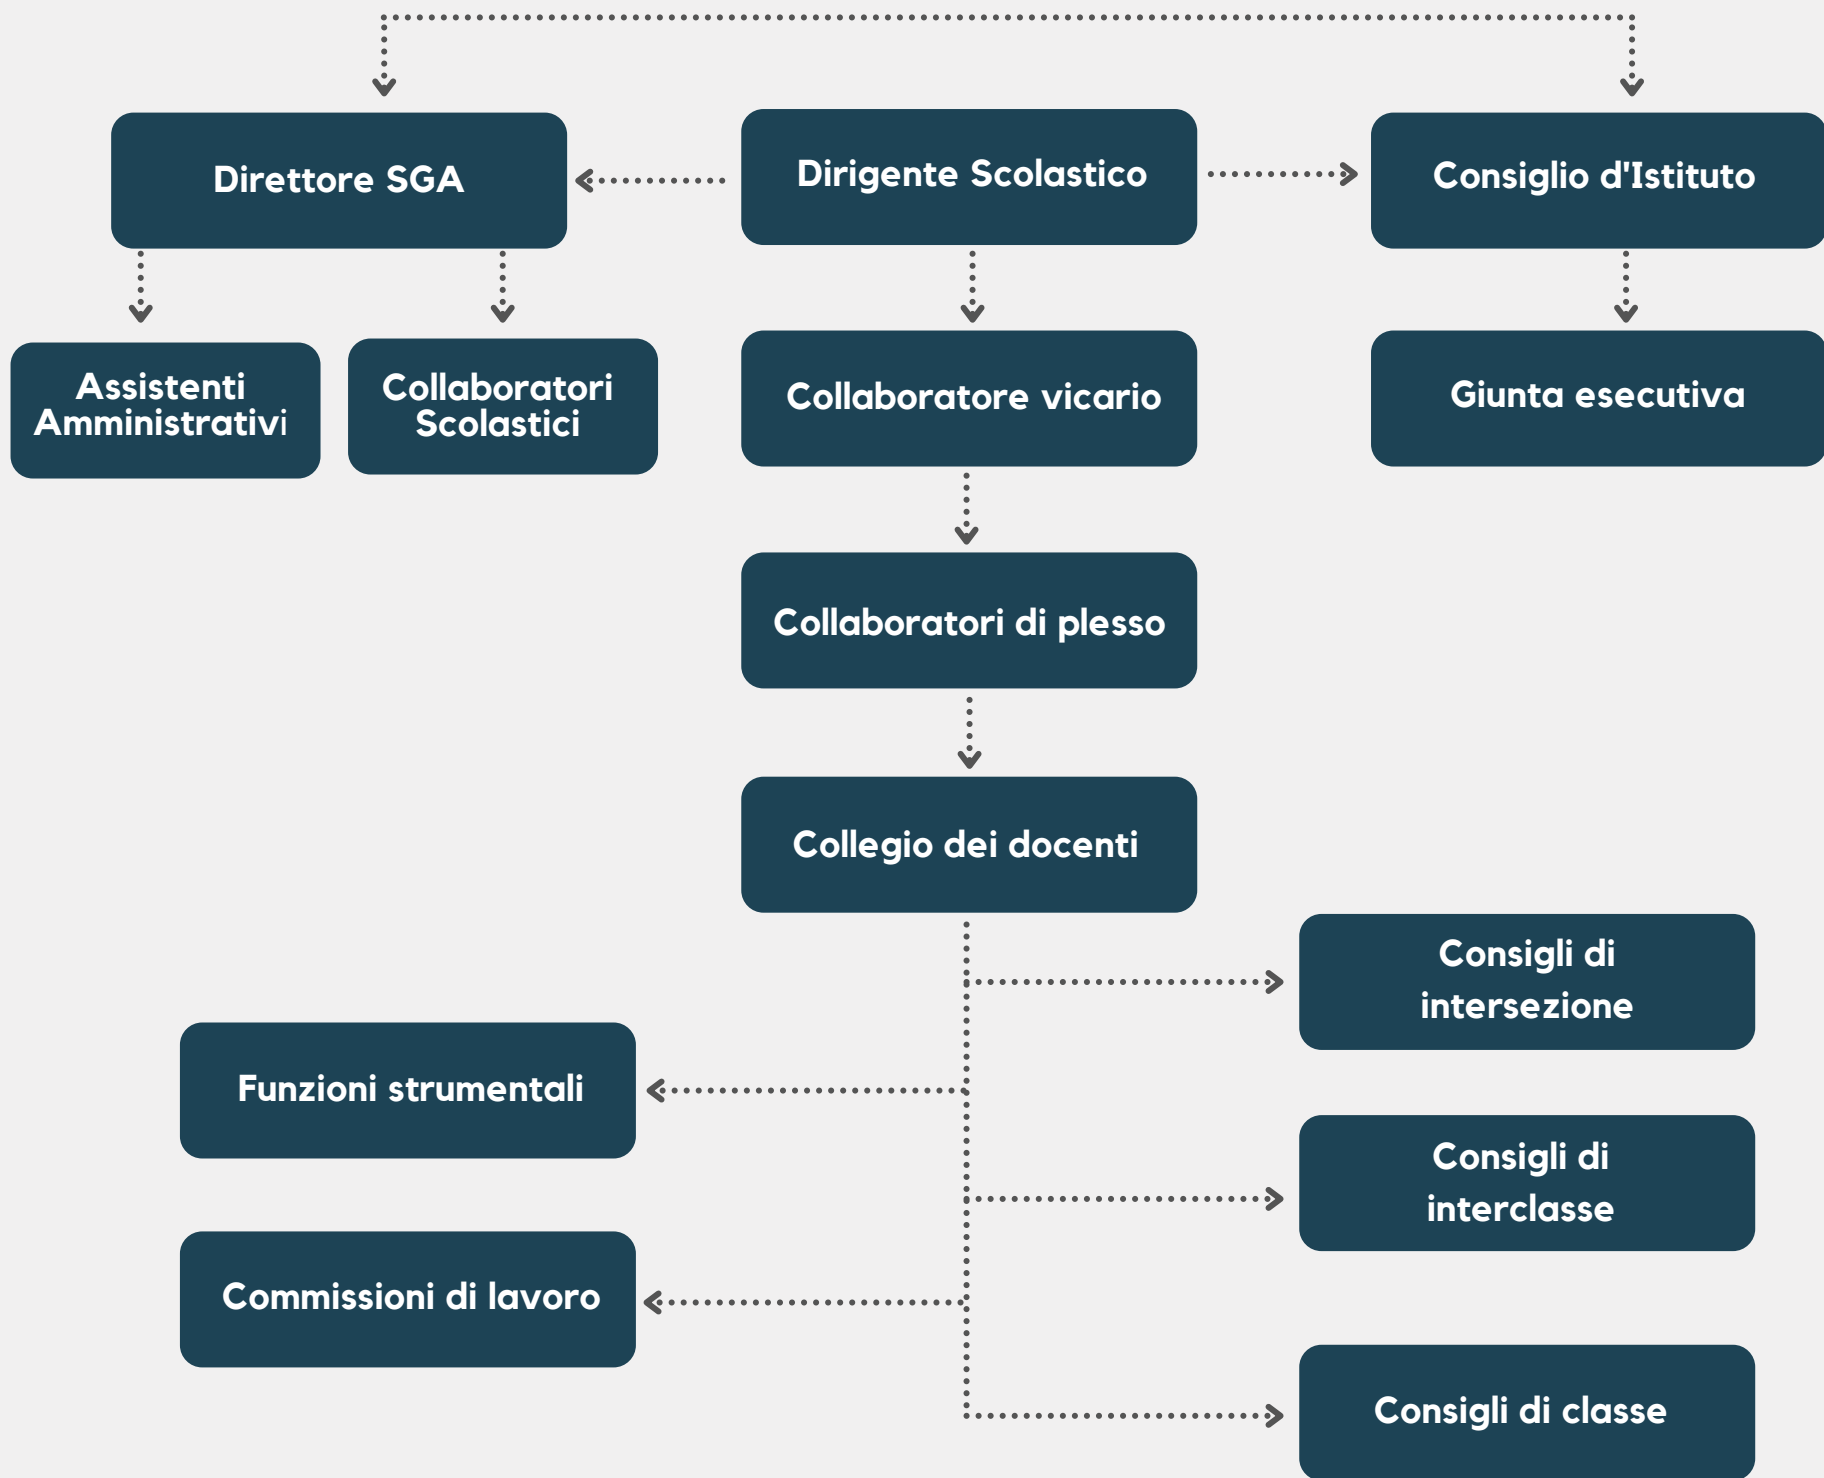 Direttore SGA
Dirigente Scolastico
Consiglio d'Istituto
Assistenti
Amministrativi
Collaboratori
Scolastici
Collaboratore vicario
Giunta esecutiva
Collaboratori di plesso
Collegio dei docenti
Consigli di
intersezione
Funzioni strumentali
Consigli di
interclasse
Commissioni di lavoro
Consigli di classe